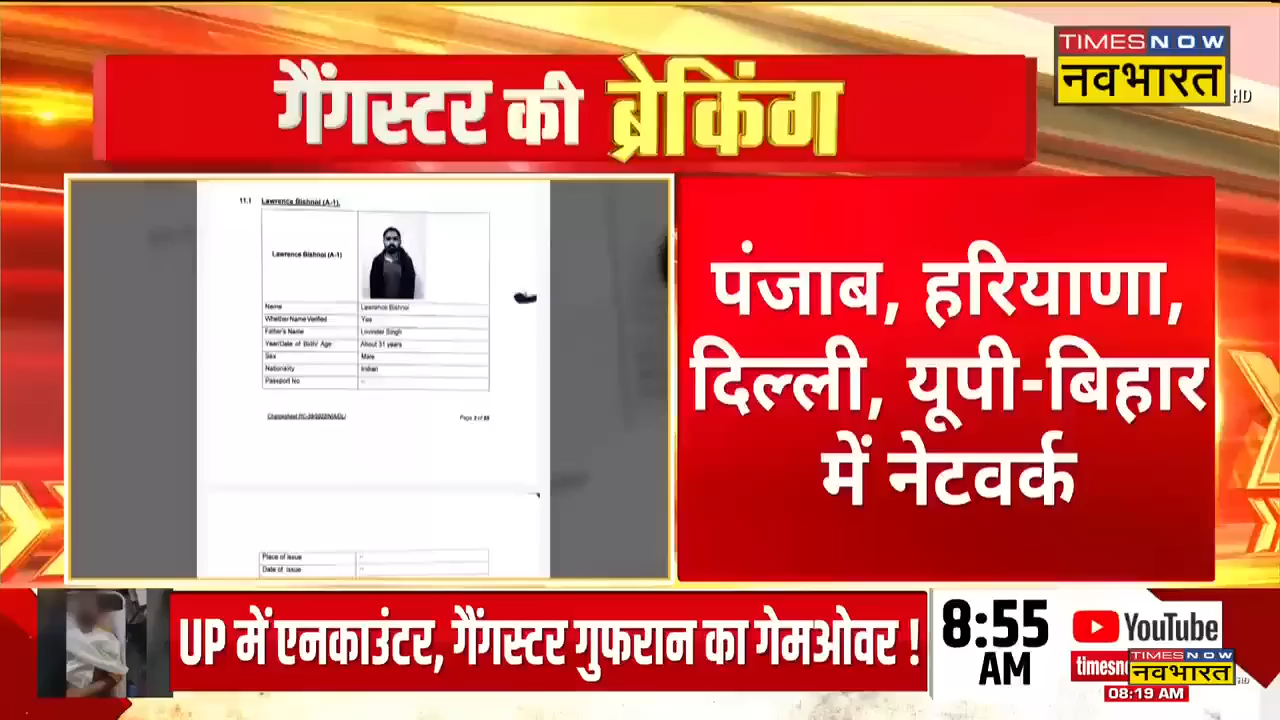 TIMES NOW
नवभारत
HD
गैंगस्टर की ब्रेकिंग
11.1 Lawrence Bishnoi (A-1).
Lawrence Bishnoi (A-1)
Name Lawrence Bishnoi
Whether Name Verified Yes
Father's Name Lovinder Singh
Year/Date of Birth/ Age About 31 years
Sex Male
Nationality Indian
Passport No --
Page 2 of
Place of issue --
Date of issue --
पंजाब, हरियाणा,
दिल्ली, यूपी-बिहार
में नेटवर्क
UP में एनकाउंटर, गैंगस्टर गुफरान का गेमओवर !
8:55
AM
YouTube
timesn
TIMES NOW
नवभारत
HD
08:19 AM